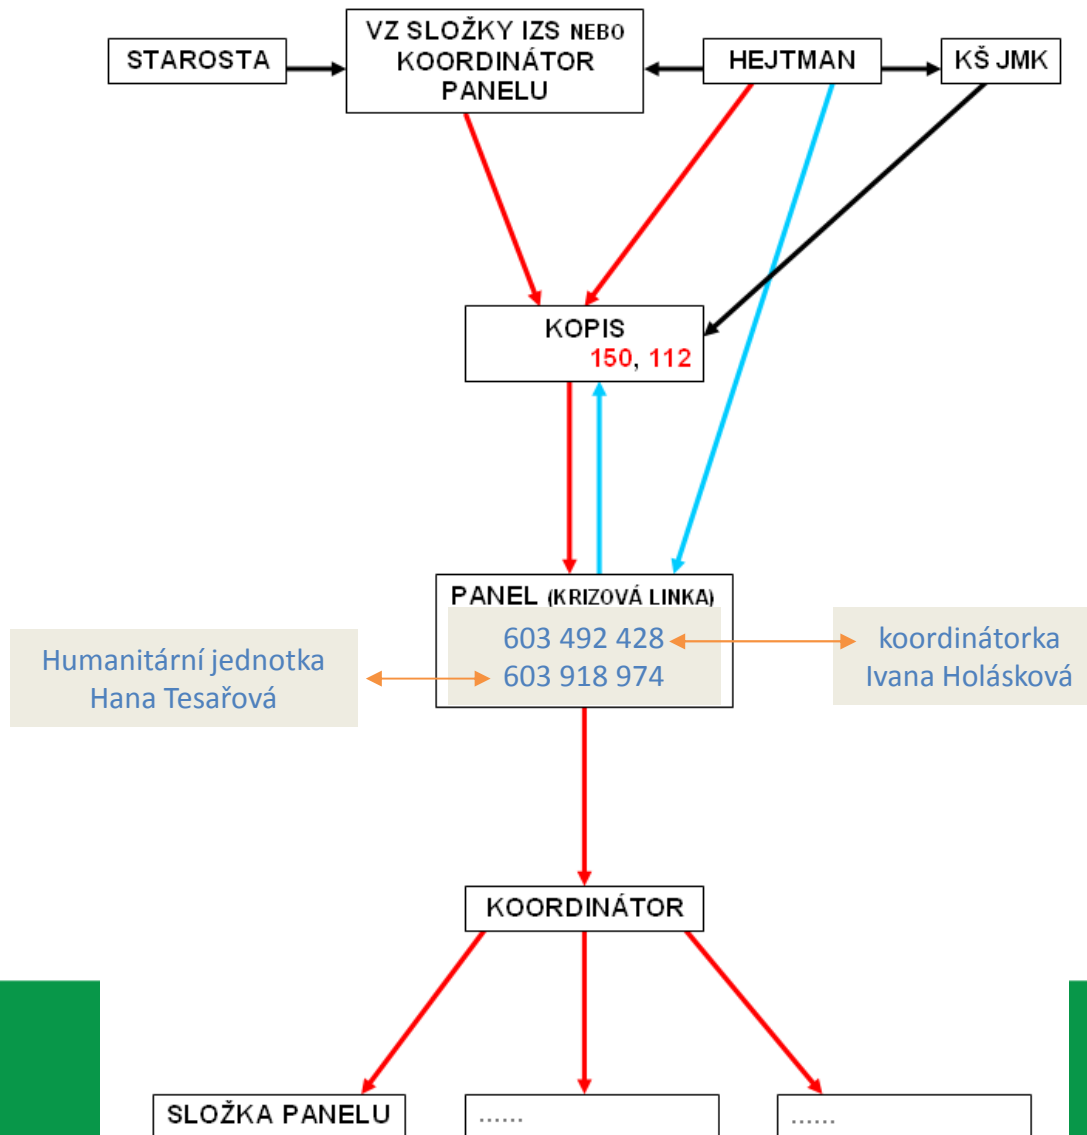 STAROSTA
VZ SLOŽKY IZS NEBO
KOORDINÁTOR
PANELU
HEJTMAN
KŠ JMK
KOPIS
150, 112
PANEL (KRIZOVÁ LINKA)
603 492 428
603 918 974
Humanitární jednotka
Hana Tesařová
koordinátorka
Ivana Holásková
KOORDINÁTOR
SLOŽKA PANELU
......
......